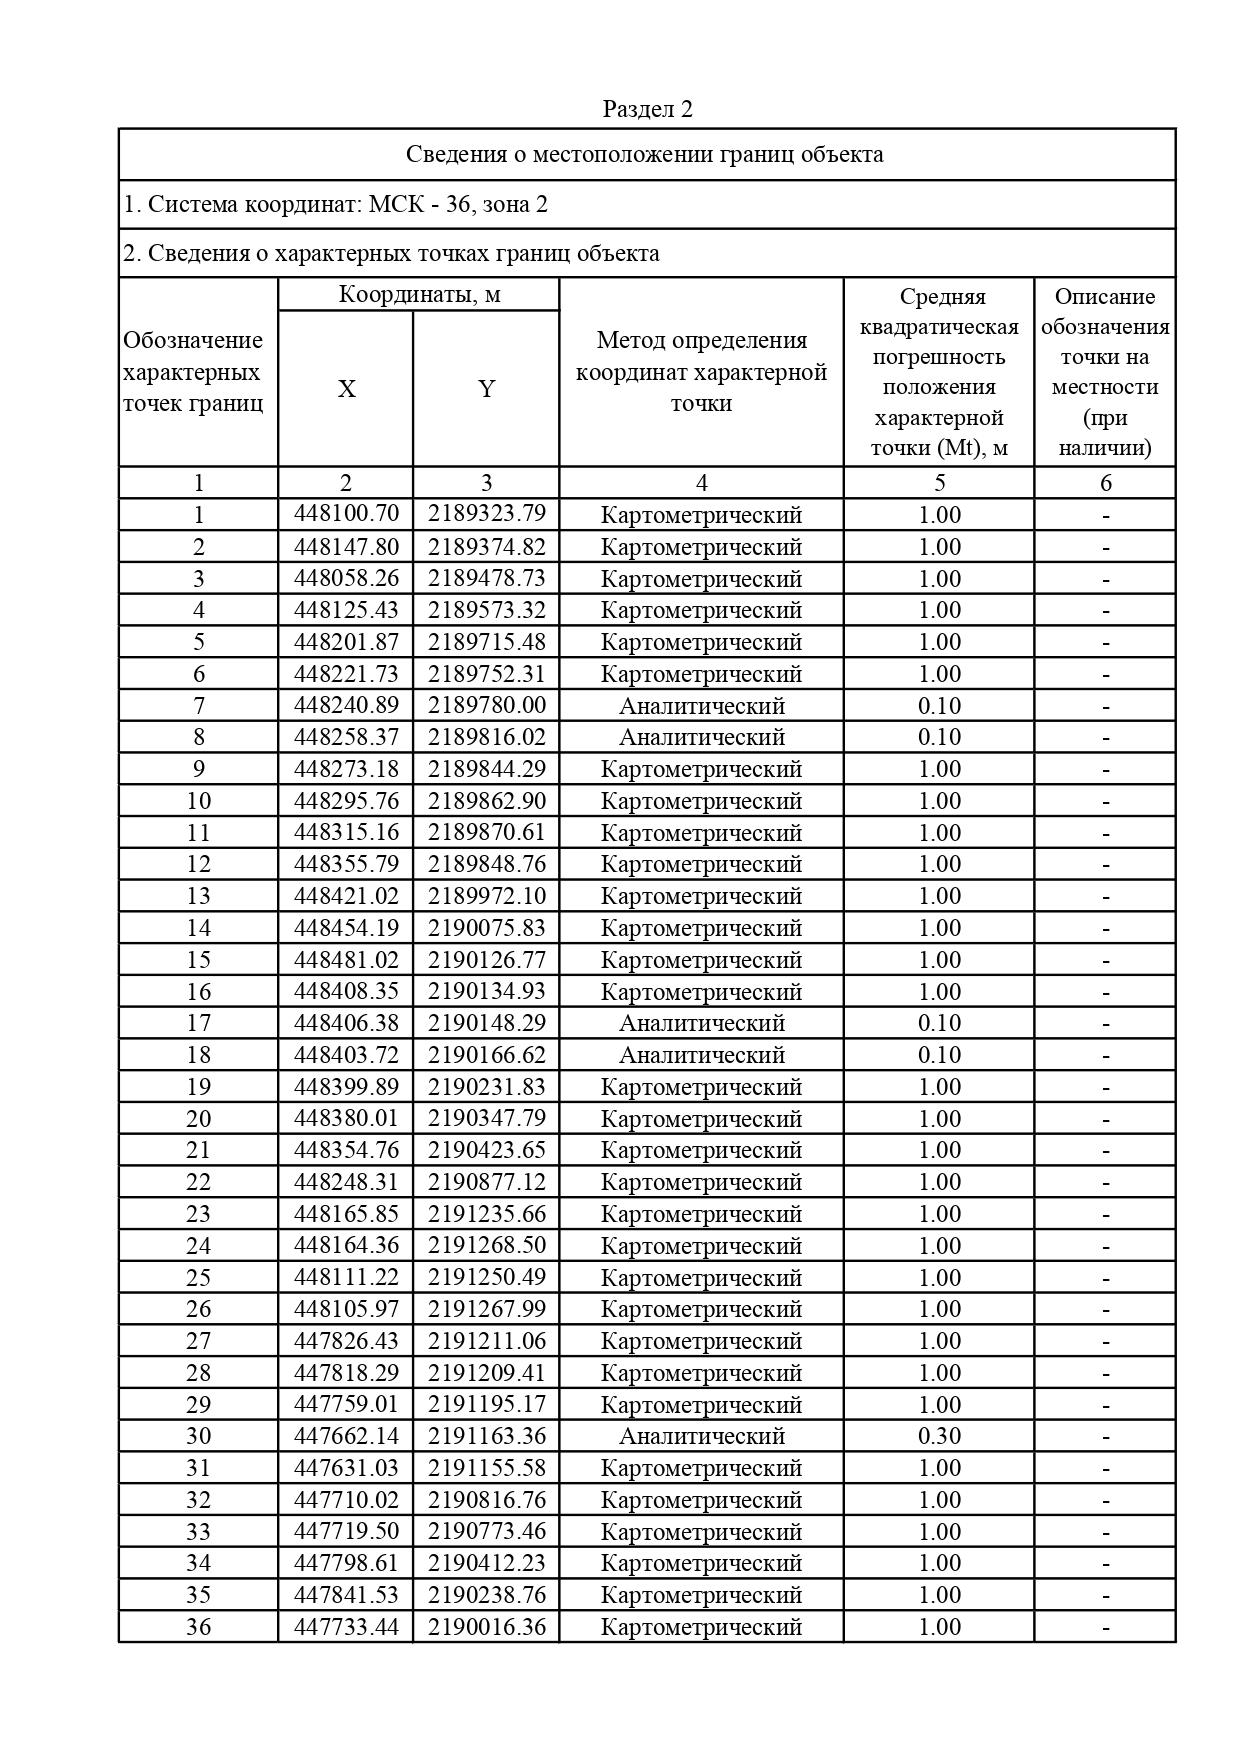 Раздел 2
Сведения о местоположении границ объекта
1. Система координат: МСК - 36, зона 2
2. Сведения о характерных точках границ объекта
Обозначение
характерных
точек границ
Координаты, м
X
Y
Метод определения
координат характерной
точки
Средняя
квадратическая
погрешность
положения
характерной
точки (Mt), м
Описание
обозначения
точки на
местности
(при
наличии)
1 2 3 4 5 6
1 448100.70 2189323.79 Картометрический 1.00 -
2 448147.80 2189374.82 Картометрический 1.00 -
3 448058.26 2189478.73 Картометрический 1.00 -
4 448125.43 2189573.32 Картометрический 1.00 -
5 448201.87 2189715.48 Картометрический 1.00 -
6 448221.73 2189752.31 Картометрический 1.00 -
7 448240.89 2189780.00 Аналитический 0.10 -
8 448258.37 2189816.02 Аналитический 0.10 -
9 448273.18 2189844.29 Картометрический 1.00 -
10 448295.76 2189862.90 Картометрический 1.00 -
11 448315.16 2189870.61 Картометрический 1.00 -
12 448355.79 2189848.76 Картометрический 1.00 -
13 448421.02 2189972.10 Картометрический 1.00 -
14 448454.19 2190075.83 Картометрический 1.00 -
15 448481.02 2190126.77 Картометрический 1.00 -
16 448408.35 2190134.93 Картометрический 1.00 -
17 448406.38 2190148.29 Аналитический 0.10 -
18 448403.72 2190166.62 Аналитический 0.10 -
19 448399.89 2190231.83 Картометрический 1.00 -
20 448380.01 2190347.79 Картометрический 1.00 -
21 448354.76 2190423.65 Картометрический 1.00 -
22 448248.31 2190877.12 Картометрический 1.00 -
23 448165.85 2191235.66 Картометрический 1.00 -
24 448164.36 2191268.50 Картометрический 1.00 -
25 448111.22 2191250.49 Картометрический 1.00 -
26 448105.97 2191267.99 Картометрический 1.00 -
27 447826.43 2191211.06 Картометрический 1.00 -
28 447818.29 2191209.41 Картометрический 1.00 -
29 447759.01 2191195.17 Картометрический 1.00 -
30 447662.14 2191163.36 Аналитический 0.30 -
31 447631.03 2191155.58 Картометрический 1.00 -
32 447710.02 2190816.76 Картометрический 1.00 -
33 447719.50 2190773.46 Картометрический 1.00 -
34 447798.61 2190412.23 Картометрический 1.00 -
35 447841.53 2190238.76 Картометрический 1.00 -
36 447733.44 2190016.36 Картометрический 1.00 -